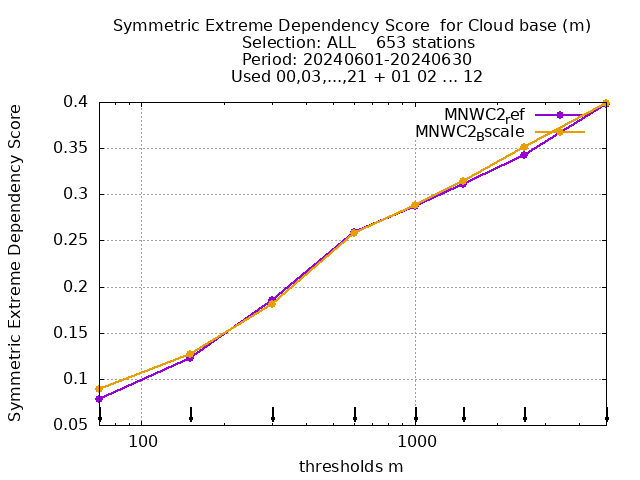 Symmetric Extreme Dependency Score  for Cloud base (m)
Selection: ALL    653 stations
Period: 20240601-20240630
Used 00,03,...,21 + 01 02 ... 12
MNWC2ref
MNWC2Bscale
Symmetric Extreme Dependency Score
0.4
0.35
0.3
0.25
0.2
0.15
0.1
0.05
100
1000
thresholds m